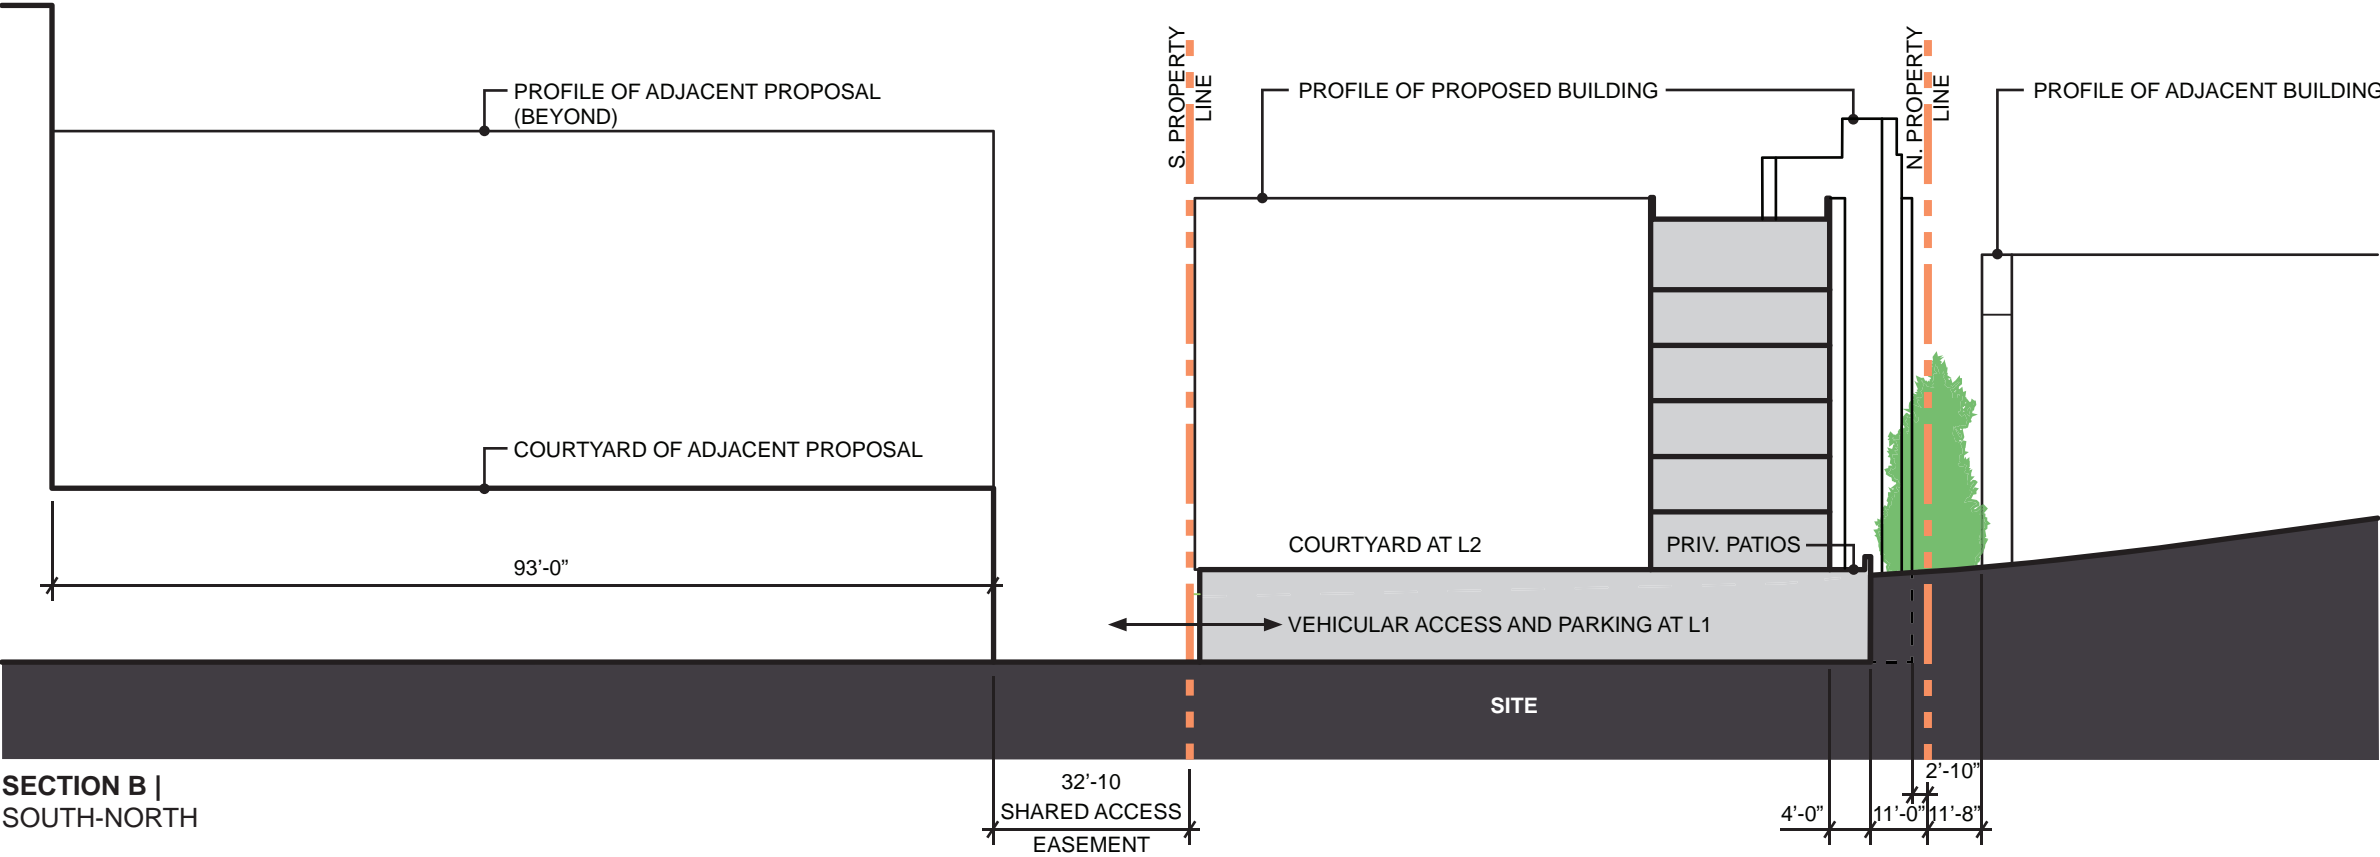 S. PROPERTY
LINE
N. PROPERTY
LINE
PROFILE OF ADJACENT PROPOSAL
(BEYOND)
PROFILE OF PROPOSED BUILDING
PROFILE OF ADJACENT BUILDING
COURTYARD OF ADJACENT PROPOSAL
COURTYARD AT L2
PRIV. PATIOS
93’-0”
VEHICULAR ACCESS AND PARKING AT L1
SITE
SECTION B |
SOUTH-NORTH
32’-10
SHARED ACCESS
EASEMENT
2’-10”
4’-0”
11’-0”
11’-8”